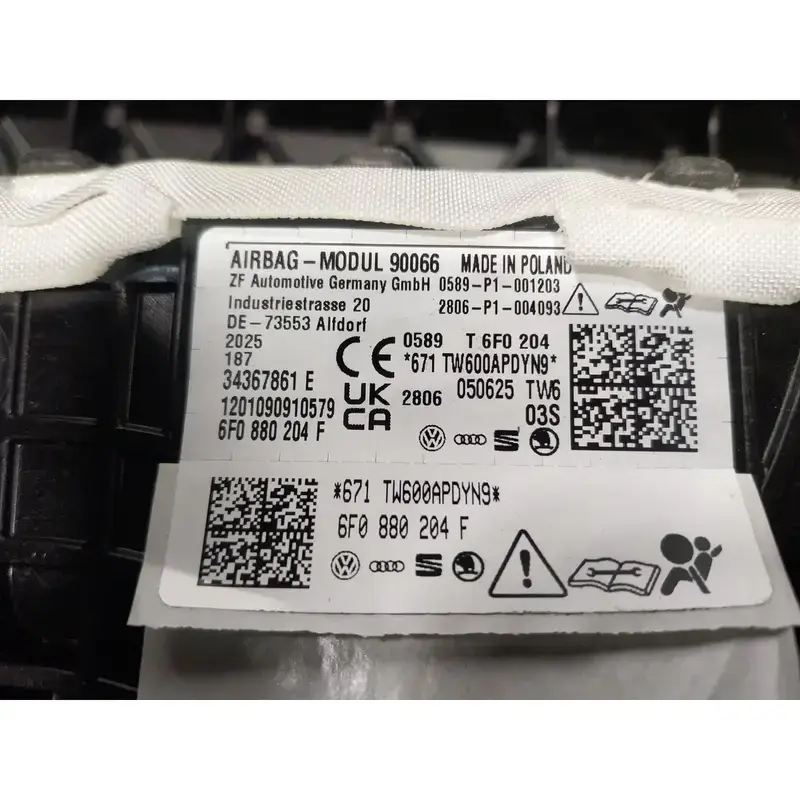 AIRBAG-MODUL 90066 MADE IN POLAND
ZF Automotive Germany GmbH 0589-P1-001203
Industriestrasse 20 2806-P1-004093
DE-73553 Alfdorf
2025 0589 T 6F0 204
187 CE *671 TW600APDYN9*
34367861 E 050625 TW6
1201090910579 UKCA 2806 03S
6F0 880 204 F
*671 TW600APDYN9*
6F0 880 204 F